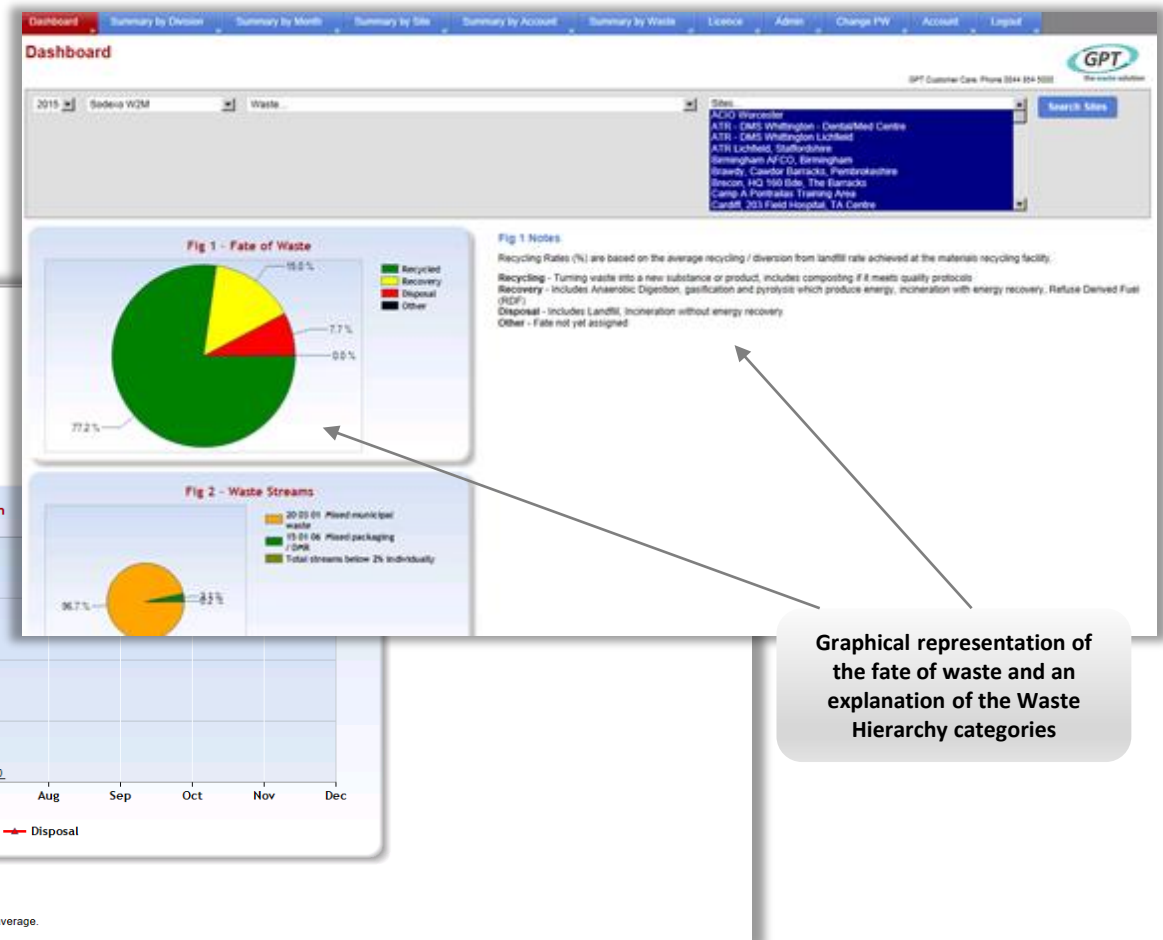 Dashboard Summary by Division Summary by Month Summary by Site Summary by Account Summary by Waste Licence Admin Change PW Account Logout
Dashboard
GPT
GPT Customer Care: Phone 0844 854 5000
the waste solution
2015 Sodexo W2M Waste... Sites... Search Sites
ACIO Worcester
ATR - DMS Whittington - Dental/Med Centre
ATR - DMS Whittington Lichfield
ATR Lichfield, Staffordshire
Birmingham AFCO, Birmingham
Brawdy, Cawdor Barracks, Pembrokeshire
Brecon, HQ 160 Bde, The Barracks
Camp A Pontralas Training Area
Cardiff, 203 Field Hospital, TA Centre
Fig 1 - Fate of Waste
15.0 %
7.7 %
0.0 %
77.2 %
Recycled
Recovery
Disposal
Other
Fig 1 Notes
Recycling Rates (%) are based on the average recycling / diversion from landfill rate achieved at the materials recycling facility.
Recycling - Turning waste into a new substance or product, includes composting if it meets quality protocols
Recovery - Includes Anaerobic Digestion, gasification and pyrolysis which produce energy, incineration with energy recovery, Refuse Derived Fuel
(RDF)
Disposal - Includes Landfill, Incineration without energy recovery
Other - Fate not yet assigned
Fig 2 - Waste Streams
20 03 01 Mixed municipal
waste
15 01 06 Mixed packaging
/ DMR
Total streams below 2% individually
96.7 %
Graphical representation of
the fate of waste and an
explanation of the Waste
Hierarchy categories
Aug Sep Oct Nov Dec
Disposal